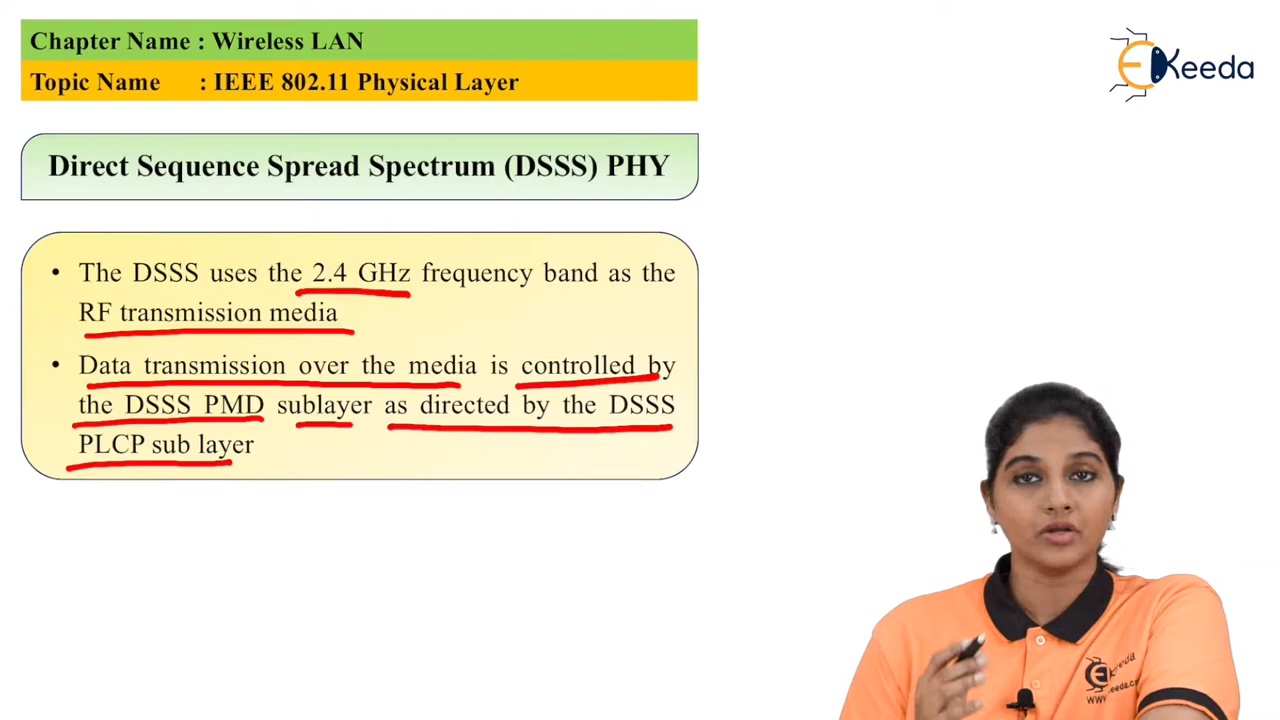 Chapter Name : Wireless LAN
Topic Name : IEEE 802.11 Physical Layer
EKeeda
Direct Sequence Spread Spectrum (DSSS) PHY
• The DSSS uses the 2.4 GHz frequency band as the
RF transmission media
• Data transmission over the media is controlled by
the DSSS PMD sublayer as directed by the DSSS
PLCP sub layer